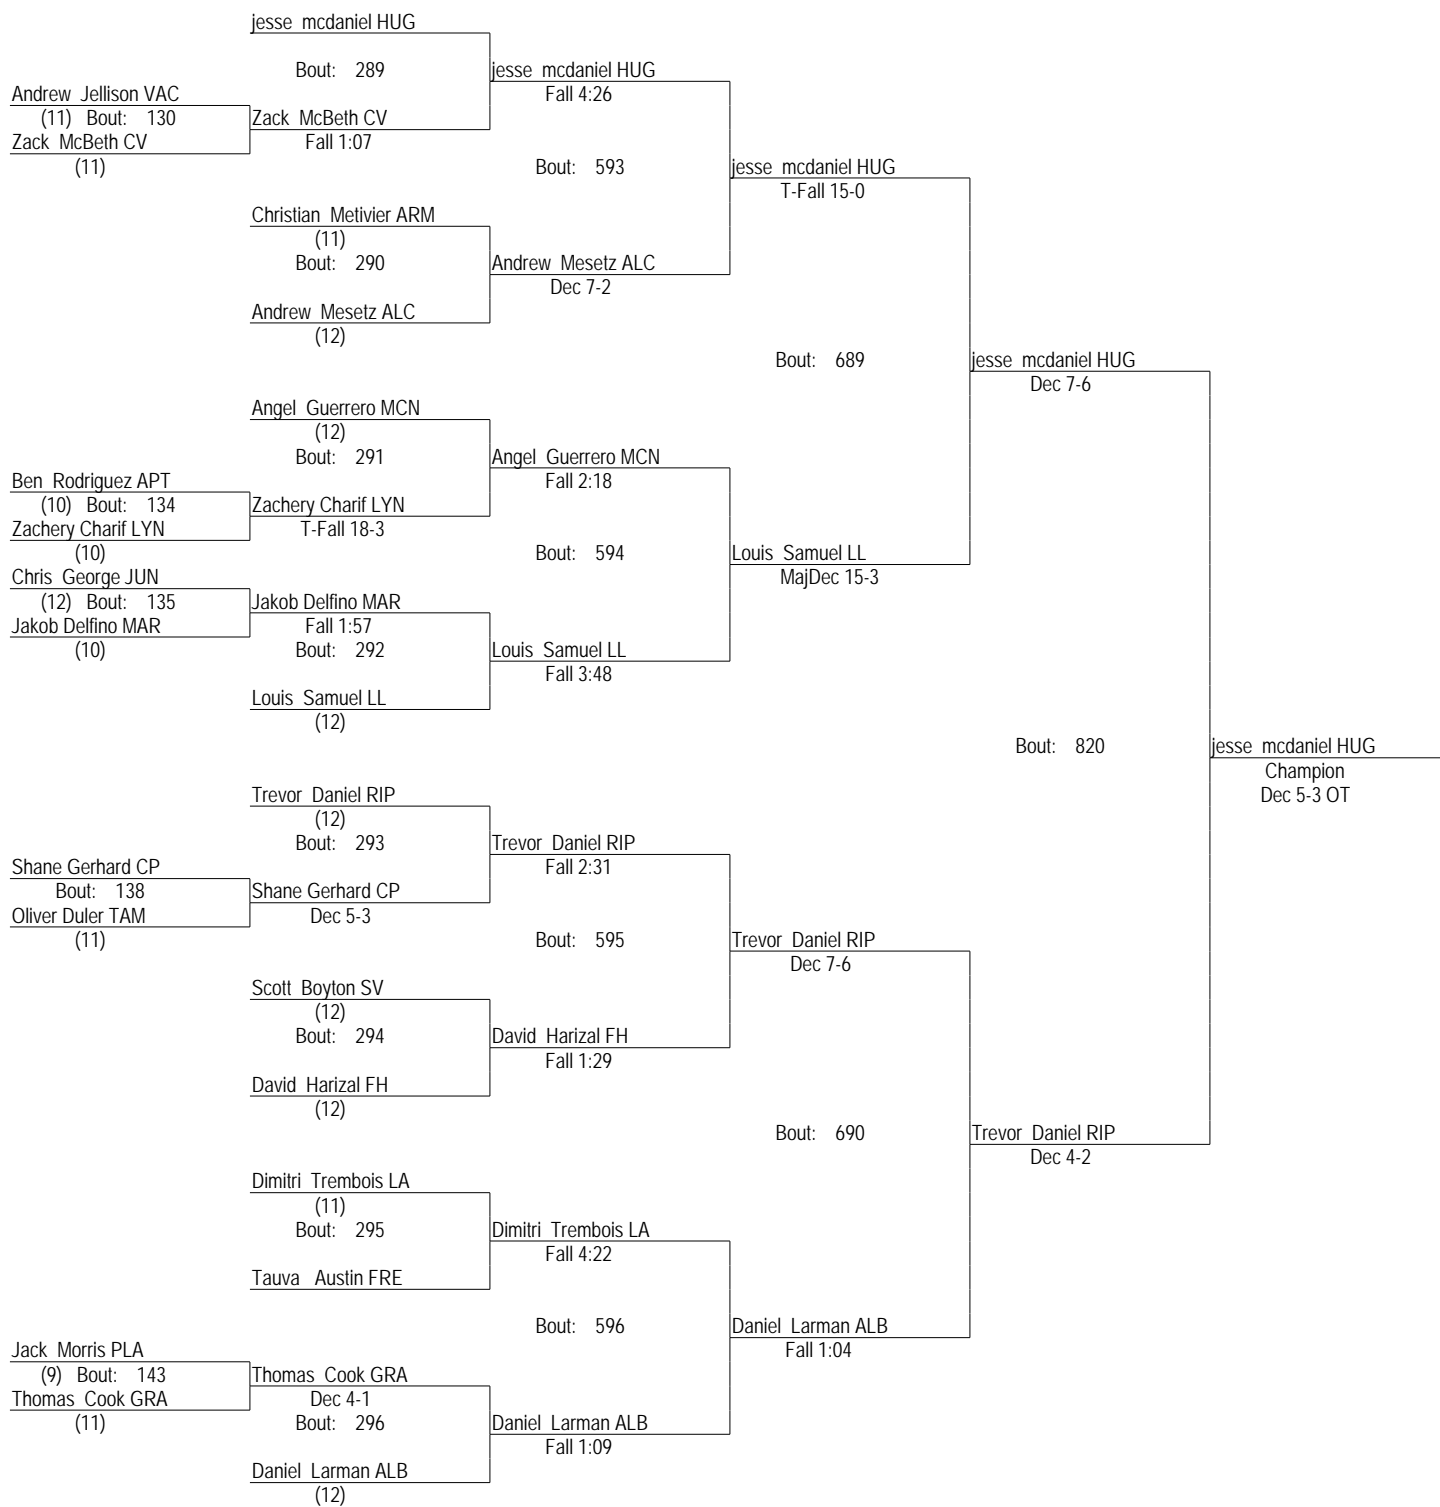 jesse mcdaniel HUG
Bout: 289
jesse mcdaniel HUG
Fall 4:26
Andrew Jellison VAC
(11) Bout: 130
Zack McBeth CV
(11)
Zack McBeth CV
Fall 1:07
Bout: 593
jesse mcdaniel HUG
T-Fall 15-0
Christian Metivier ARM
(11)
Bout: 290
Andrew Mesetz ALC
Dec 7-2
Andrew Mesetz ALC
(12)
Bout: 689
jesse mcdaniel HUG
Dec 7-6
Angel Guerrero MCN
(12)
Bout: 291
Angel Guerrero MCN
Fall 2:18
Ben Rodriguez APT
(10) Bout: 134
Zachery Charif LYN
(10)
Zachery Charif LYN
T-Fall 18-3
Bout: 594
Louis Samuel LL
MajDec 15-3
Chris George JUN
(12) Bout: 135
Jakob Delfino MAR
(10)
Jakob Delfino MAR
Fall 1:57
Bout: 292
Louis Samuel LL
Fall 3:48
Louis Samuel LL
(12)
Bout: 820
jesse mcdaniel HUG
Champion
Dec 5-3 OT
Trevor Daniel RIP
(12)
Bout: 293
Trevor Daniel RIP
Fall 2:31
Shane Gerhard CP
Bout: 138
Oliver Duler TAM
(11)
Shane Gerhard CP
Dec 5-3
Bout: 595
Trevor Daniel RIP
Dec 7-6
Scott Boyton SV
(12)
Bout: 294
David Harizal FH
Fall 1:29
David Harizal FH
(12)
Bout: 690
Trevor Daniel RIP
Dec 4-2
Dimitri Trembois LA
(11)
Bout: 295
Dimitri Trembois LA
Fall 4:22
Tauva Austin FRE
Bout: 596
Daniel Larman ALB
Fall 1:04
Jack Morris PLA
(9) Bout: 143
Thomas Cook GRA
(11)
Thomas Cook GRA
Dec 4-1
Bout: 296
Daniel Larman ALB
Fall 1:09
Daniel Larman ALB
(12)